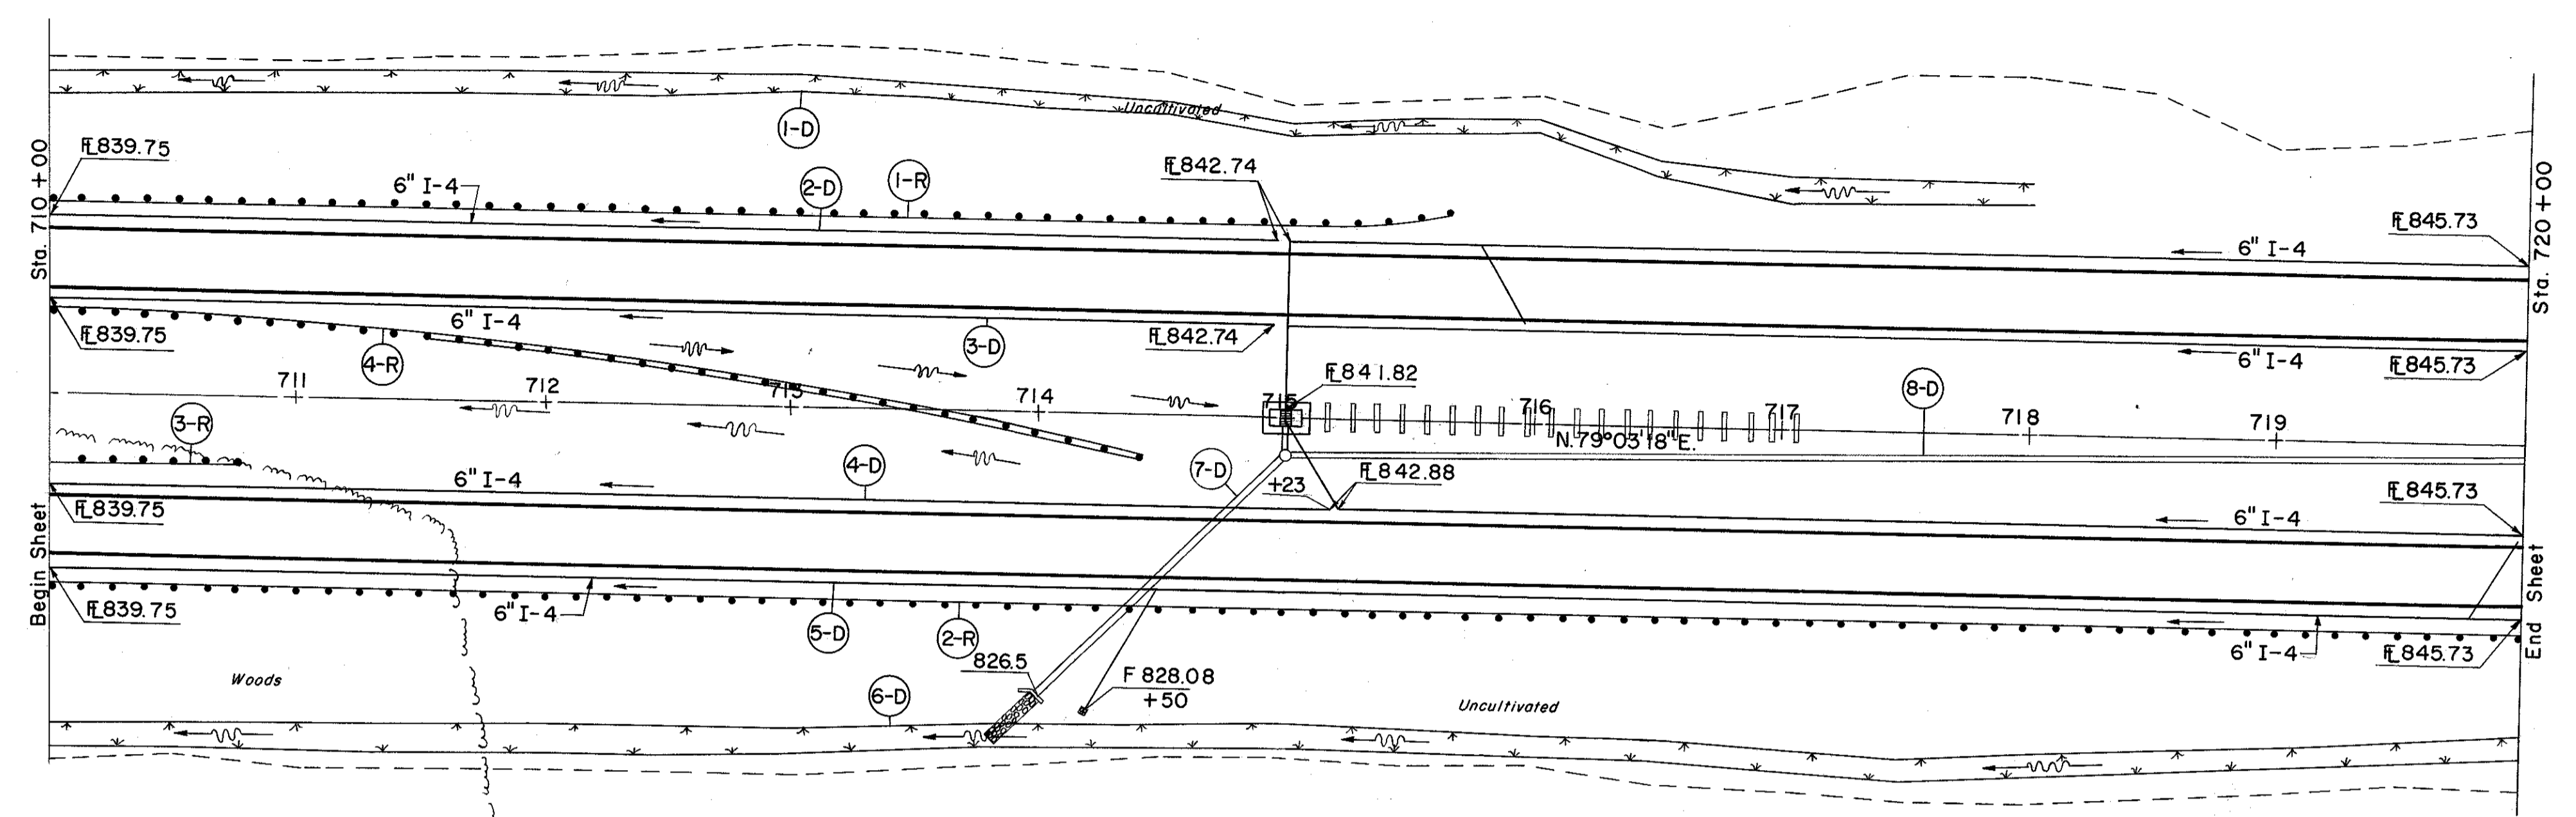 Uncultivated
1-D
Sta. 710+00
FL 839.75
6" I-4
2-D
1-R
FL 842.74
FL 845.73
6" I-4
Sta. 720+00
FL 839.75
6" I-4
4-R
3-D
FL 842.74
6" I-4
FL 845.73
FL 841.82
8-D
711
712
713
714
715
716
717
718
719
N. 79°03'18" E.
3-R
6" I-4
4-D
7-D
+23
FL 842.88
FL 839.75
6" I-4
FL 845.73
Begin Sheet
End Sheet
FL 839.75
6" I-4
5-D
2-R
6" I-4
FL 845.73
826.5
F 828.08
+50
Woods
6-D
Uncultivated